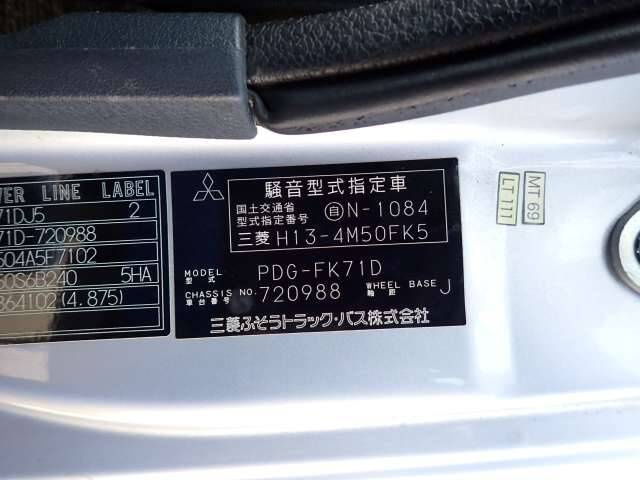 WER LINE LABEL
71DJ5 2
71D-720988
504A5F7102
60S6B240 5HA
864102(4.875)
騒音型式指定車
国土交通省
型式指定番号 自N-1084
三菱 H13-4M50FK5
MODEL
型式 PDG-FK71D
CHASSIS NO.
車台番号 720988
WHEEL BASE
軸距 J
三菱ふそうトラック・バス株式会社
MT 69
LT 111